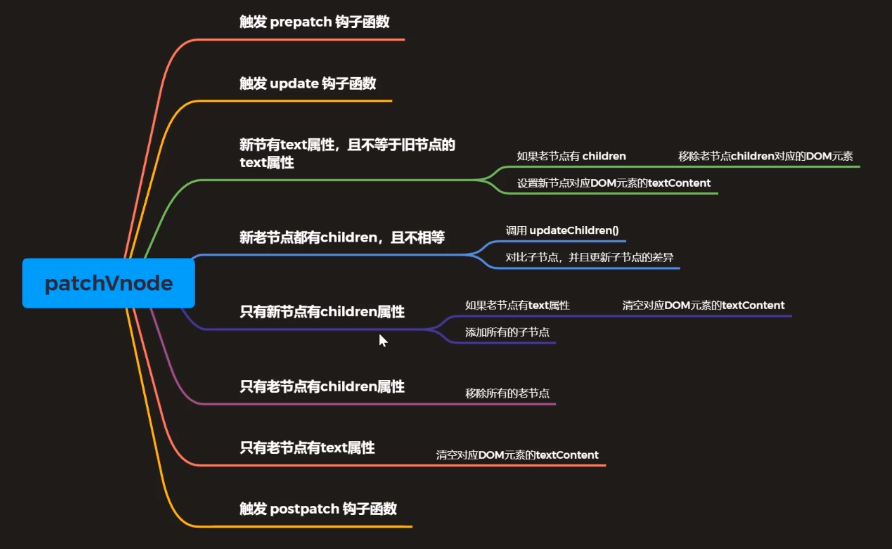 触发 prepatch 钩子函数
触发 update 钩子函数
新节有text属性，且不等于旧节点的
text属性
如果老节点有 children
移除老节点children对应的DOM元素
设置新节点对应DOM元素的textContent
新老节点都有children，且不相等
调用 updateChildren()
对比子节点，并且更新子节点的差异
patchVnode
只有新节点有children属性
如果老节点有text属性
清空对应DOM元素的textContent
添加所有的子节点
只有老节点有children属性
移除所有的老节点
只有老节点有text属性
清空对应DOM元素的textContent
触发 postpatch 钩子函数